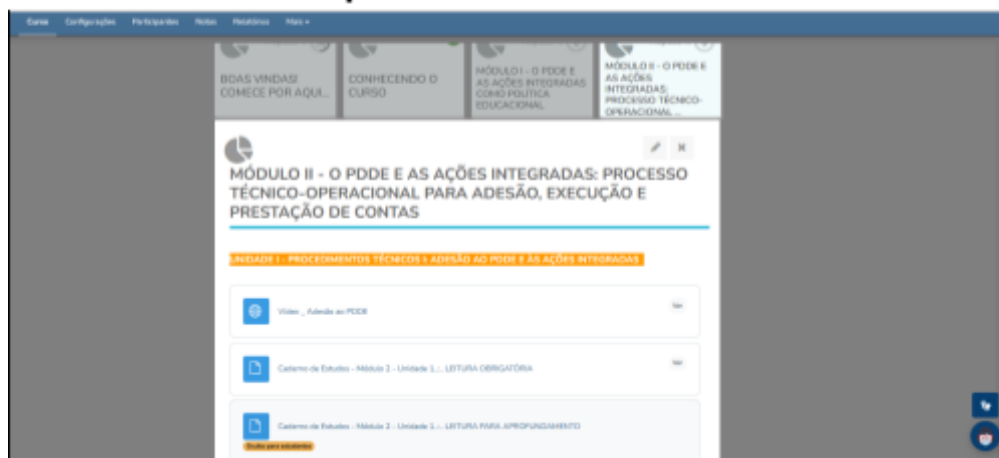 Curso Configurações Participantes Notas Relatórios Mais
BOAS VINDAS!
COMECE POR AQUI...
CONHECENDO O
CURSO
MÓDULO I - O PDDE E
AS AÇÕES INTEGRADAS
COMO POLÍTICA
EDUCACIONAL
MÓDULO II - O PDDE E
AS AÇÕES
INTEGRADAS:
PROCESSO TÉCNICO-
OPERACIONAL ...
MÓDULO II - O PDDE E AS AÇÕES INTEGRADAS: PROCESSO
TÉCNICO-OPERACIONAL PARA ADESÃO, EXECUÇÃO E
PRESTAÇÃO DE CONTAS
UNIDADE I - PROCEDIMENTOS TÉCNICOS À ADESÃO AO PDDE E ÀS AÇÕES INTEGRADAS
Vídeo _ Adesão ao PDDE
Ver
Caderno de Estudos - Módulo 2 - Unidade 1 ... LEITURA OBRIGATÓRIA
Ver
Caderno de Estudos - Módulo 2 - Unidade 1 ... LEITURA PARA APROFUNDAMENTO
Oculto para estudantes